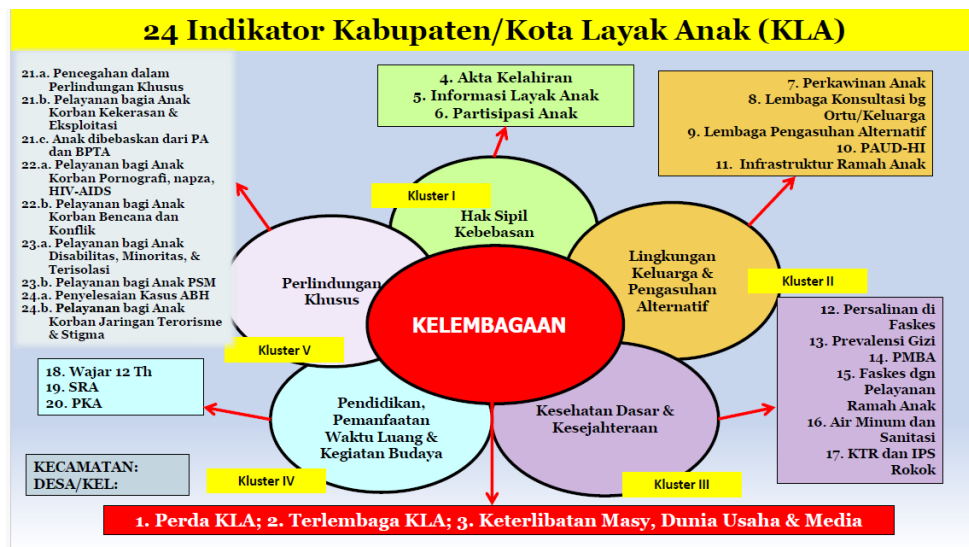 24 Indikator Kabupaten/Kota Layak Anak (KLA)
21.a. Pencegahan dalam
Perlindungan Khusus
21.b. Pelayanan bagia Anak
Korban Kekerasan &
Eksploitasi
21.c. Anak dibebaskan dari PA
dan BPTA
22.a. Pelayanan bagi Anak
Korban Pornografi, napza,
HIV-AIDS
22.b. Pelayanan bagi Anak
Korban Bencana dan
Konflik
23.a. Pelayanan bagi Anak
Disabilitas, Minoritas, &
Terisolasi
23.b. Pelayanan bagi Anak PSM
24.a. Penyelesaian Kasus ABH
24.b. Pelayanan bagi Anak
Korban Jaringan Terorisme
& Stigma
4. Akta Kelahiran
5. Informasi Layak Anak
6. Partisipasi Anak
7. Perkawinan Anak
8. Lembaga Konsultasi bg
Ortu/Keluarga
9. Lembaga Pengasuhan Alternatif
10. PAUD-HI
11. Infrastruktur Ramah Anak
Kluster I
Hak Sipil
Kebebasan
Lingkungan
Keluarga &
Pengasuhan
Alternatif
Kluster II
Perlindungan
Khusus
KELEMBAGAAN
Kluster V
12. Persalinan di
Faskes
13. Prevalensi Gizi
14. PMBA
15. Faskes dgn
Pelayanan
Ramah Anak
16. Air Minum dan
Sanitasi
17. KTR dan IPS
Rokok
18. Wajar 12 Th
19. SRA
20. PKA
Pendidikan,
Pemanfaatan
Waktu Luang &
Kegiatan Budaya
Kesehatan Dasar &
Kesejahteraan
KECAMATAN:
DESA/KEL:
Kluster IV
Kluster III
1. Perda KLA; 2. Terlembaga KLA; 3. Keterlibatan Masy, Dunia Usaha & Media